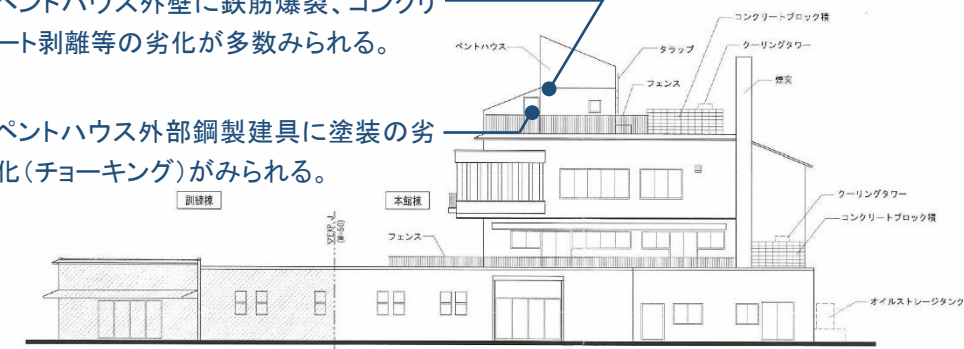 ペントハウス外壁に鉄筋爆裂、コンクリ
ート剥離等の劣化が多数みられる。
ペントハウス外部鋼製建具に塗装の劣
化(チョーキング)がみられる。
コンクリートブロック積
ペントハウス
タラップ
クーリングタワー
フェンス
煙突
訓練棟
本館棟
クーリングタワー
コンクリートブロック積
フェンス
EXP.J
(W=50)
オイルストレージタンク